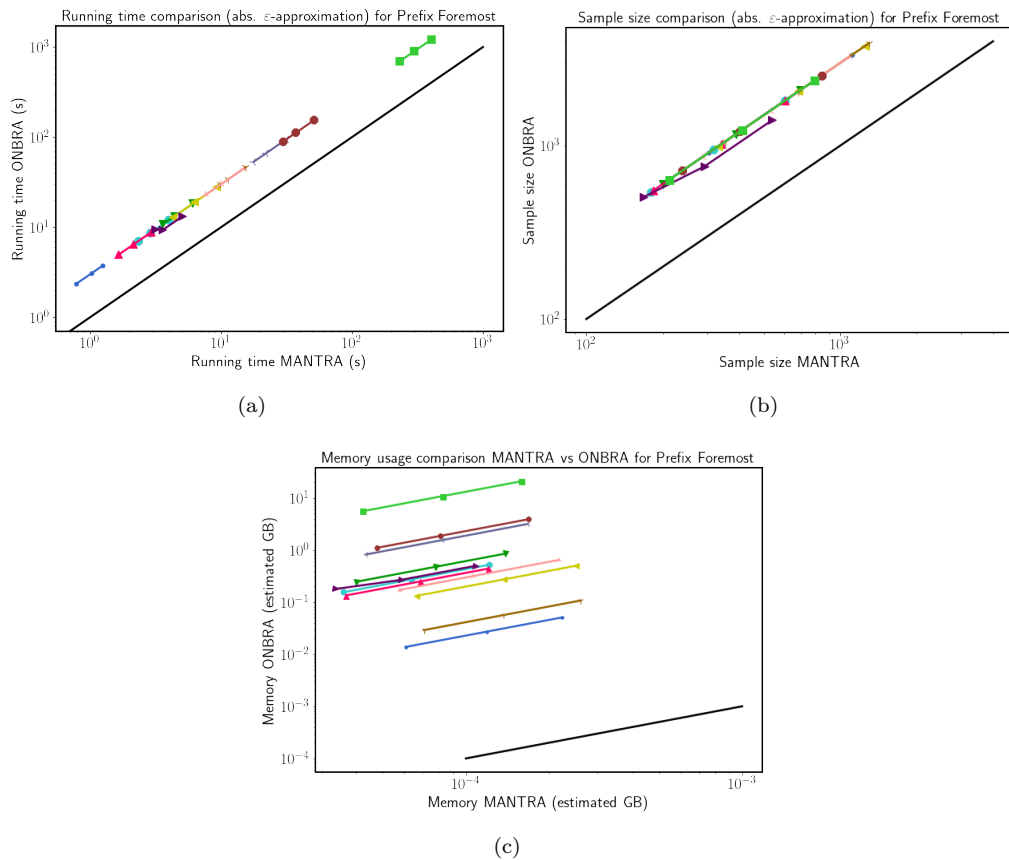 Running time comparison (abs. ε-approximation) for Prefix Foremost
Running time ONBRA (s)
10^3
10^2
10^1
10^0
10^0 10^1 10^2 10^3
Running time MANTRA (s)
(a)
Sample size comparison (abs. ε-approximation) for Prefix Foremost
Sample size ONBRA
10^3
10^2
10^2 10^3
Sample size MANTRA
(b)
Memory usage comparison MANTRA vs ONBRA for Prefix Foremost
Memory ONBRA (estimated GB)
10^1
10^0
10^-1
10^-2
10^-3
10^-4
10^-4 10^-3
Memory MANTRA (estimated GB)
(c)